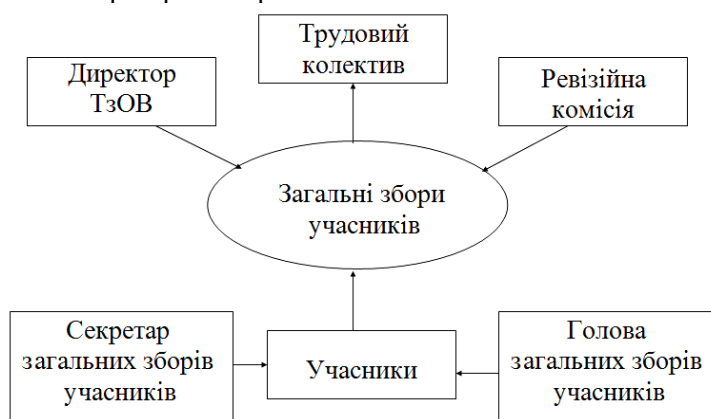 Трудовий
колектив
Директор
ТзОВ
Ревізійна
комісія
Загальні збори
учасників
Секретар
загальних зборів
учасників
Учасники
Голова
загальних зборів
учасників